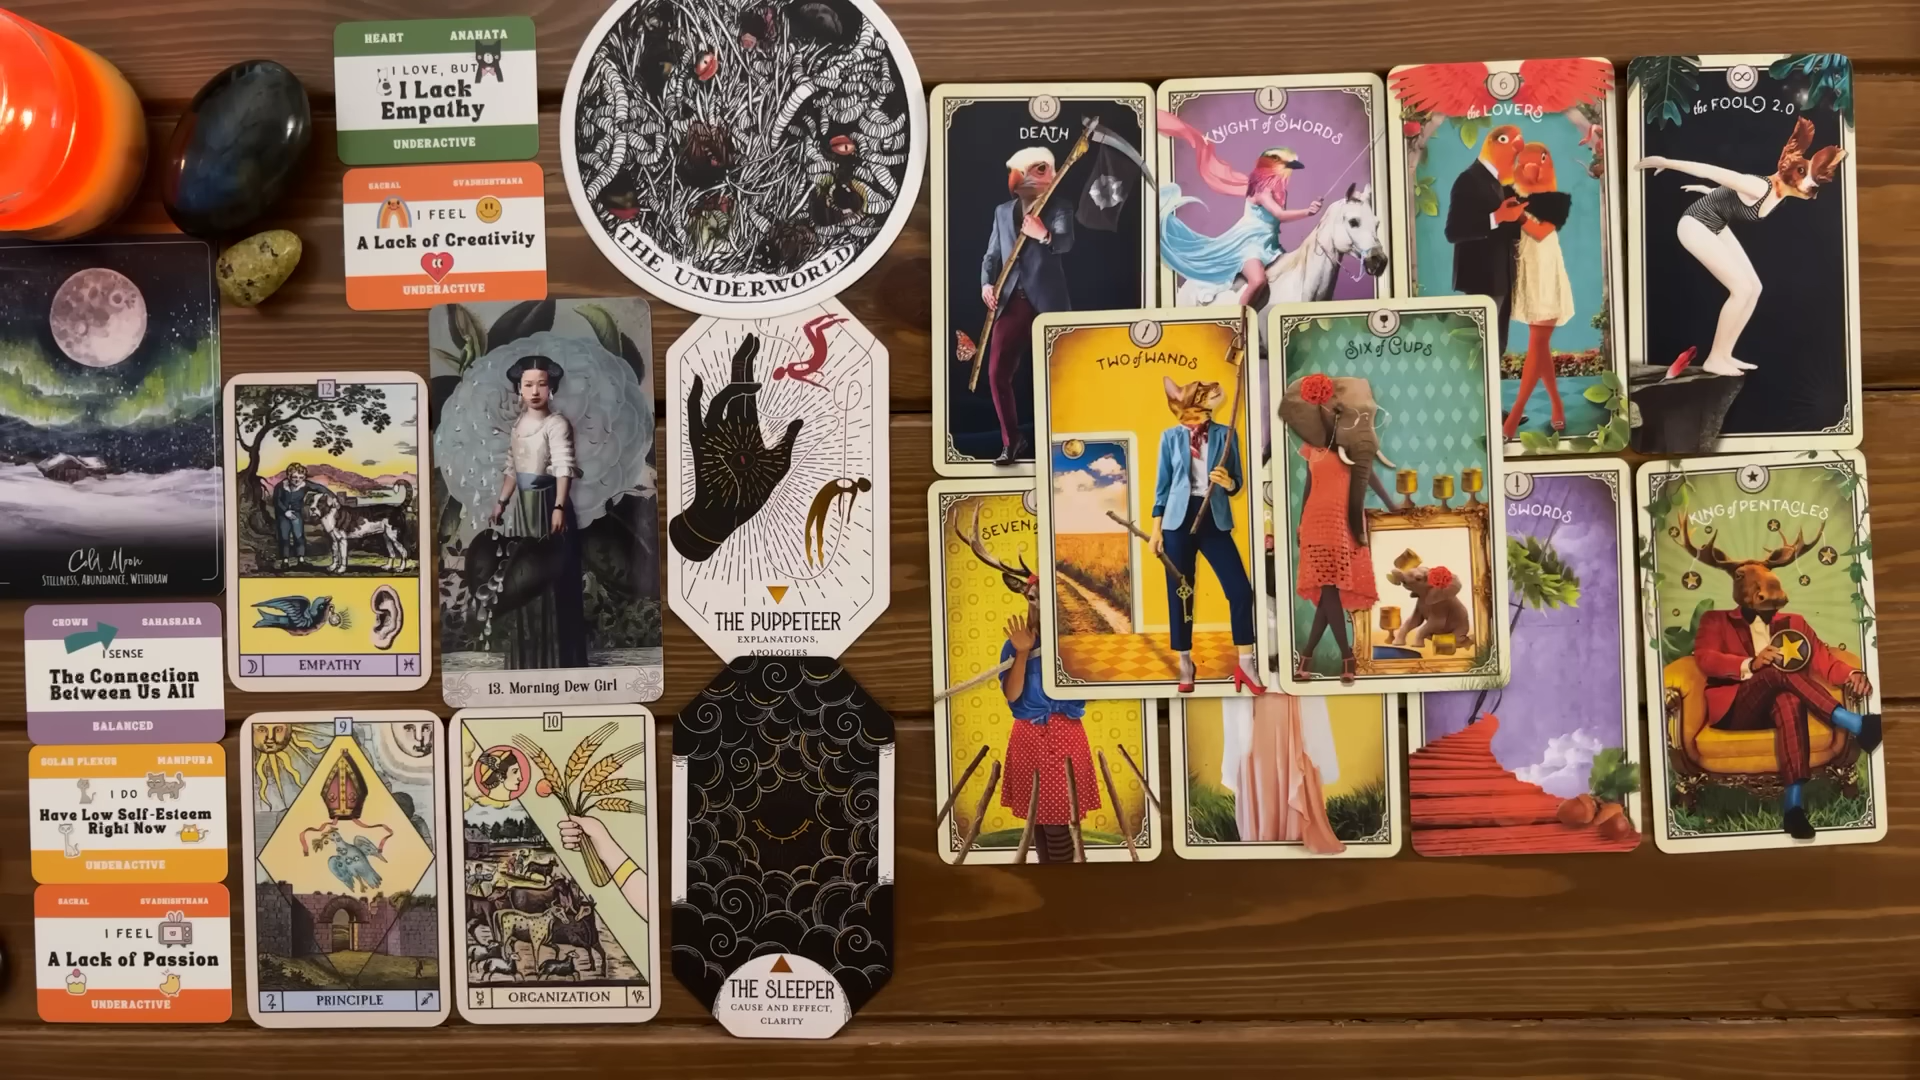 HEART ANAHATA
I LOVE, BUT
I Lack
Empathy
UNDERACTIVE
SACRAL SVADHISHTHANA
I FEEL
A Lack of Creativity
UNDERACTIVE
THE UNDERWORLD
Cold Moon
STILLNESS, ABUNDANCE, WITHDRAW
12
EMPATHY
13. Morning Dew Girl
THE PUPPETEER
EXPLANATIONS,
APOLOGIES
CROWN SAHASRARA
I SENSE
The Connection
Between Us All
BALANCED
SOLAR PLEXUS MANIPURA
I DO
Have Low Self-Esteem
Right Now
UNDERACTIVE
SACRAL SVADHISHTHANA
I FEEL
A Lack of Passion
UNDERACTIVE
9
PRINCIPLE
10
ORGANIZATION
THE SLEEPER
CAUSE AND EFFECT,
CLARITY
13
DEATH
KNIGHT of SWORDS
6
the LOVERS
the FOOL 2.0
TWO of WANDS
SIX of CUPS
SEVEN
SWORDS
KING of PENTACLES